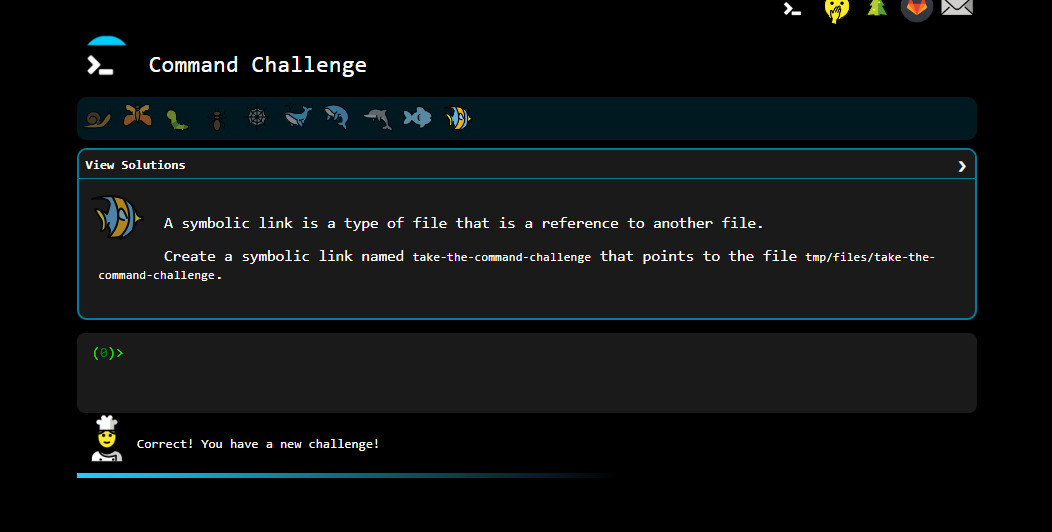 Command Challenge
View Solutions
A symbolic link is a type of file that is a reference to another file.
Create a symbolic link named take-the-command-challenge that points to the file tmp/files/take-the-
command-challenge.
(0)>
Correct! You have a new challenge!